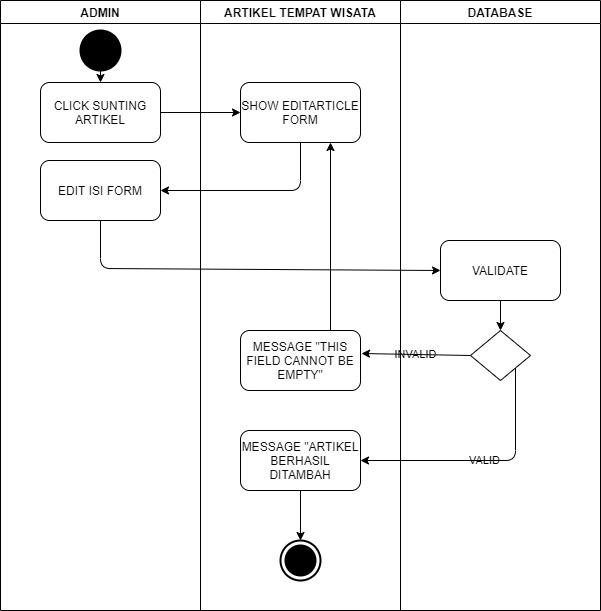 ADMIN
ARTIKEL TEMPAT WISATA
DATABASE
CLICK SUNTING
ARTIKEL
SHOW EDITARTICLE
FORM
EDIT ISI FORM
VALIDATE
MESSAGE "THIS
FIELD CANNOT BE
EMPTY"
INVALID
MESSAGE "ARTIKEL
BERHASIL
DITAMBAH
VALID